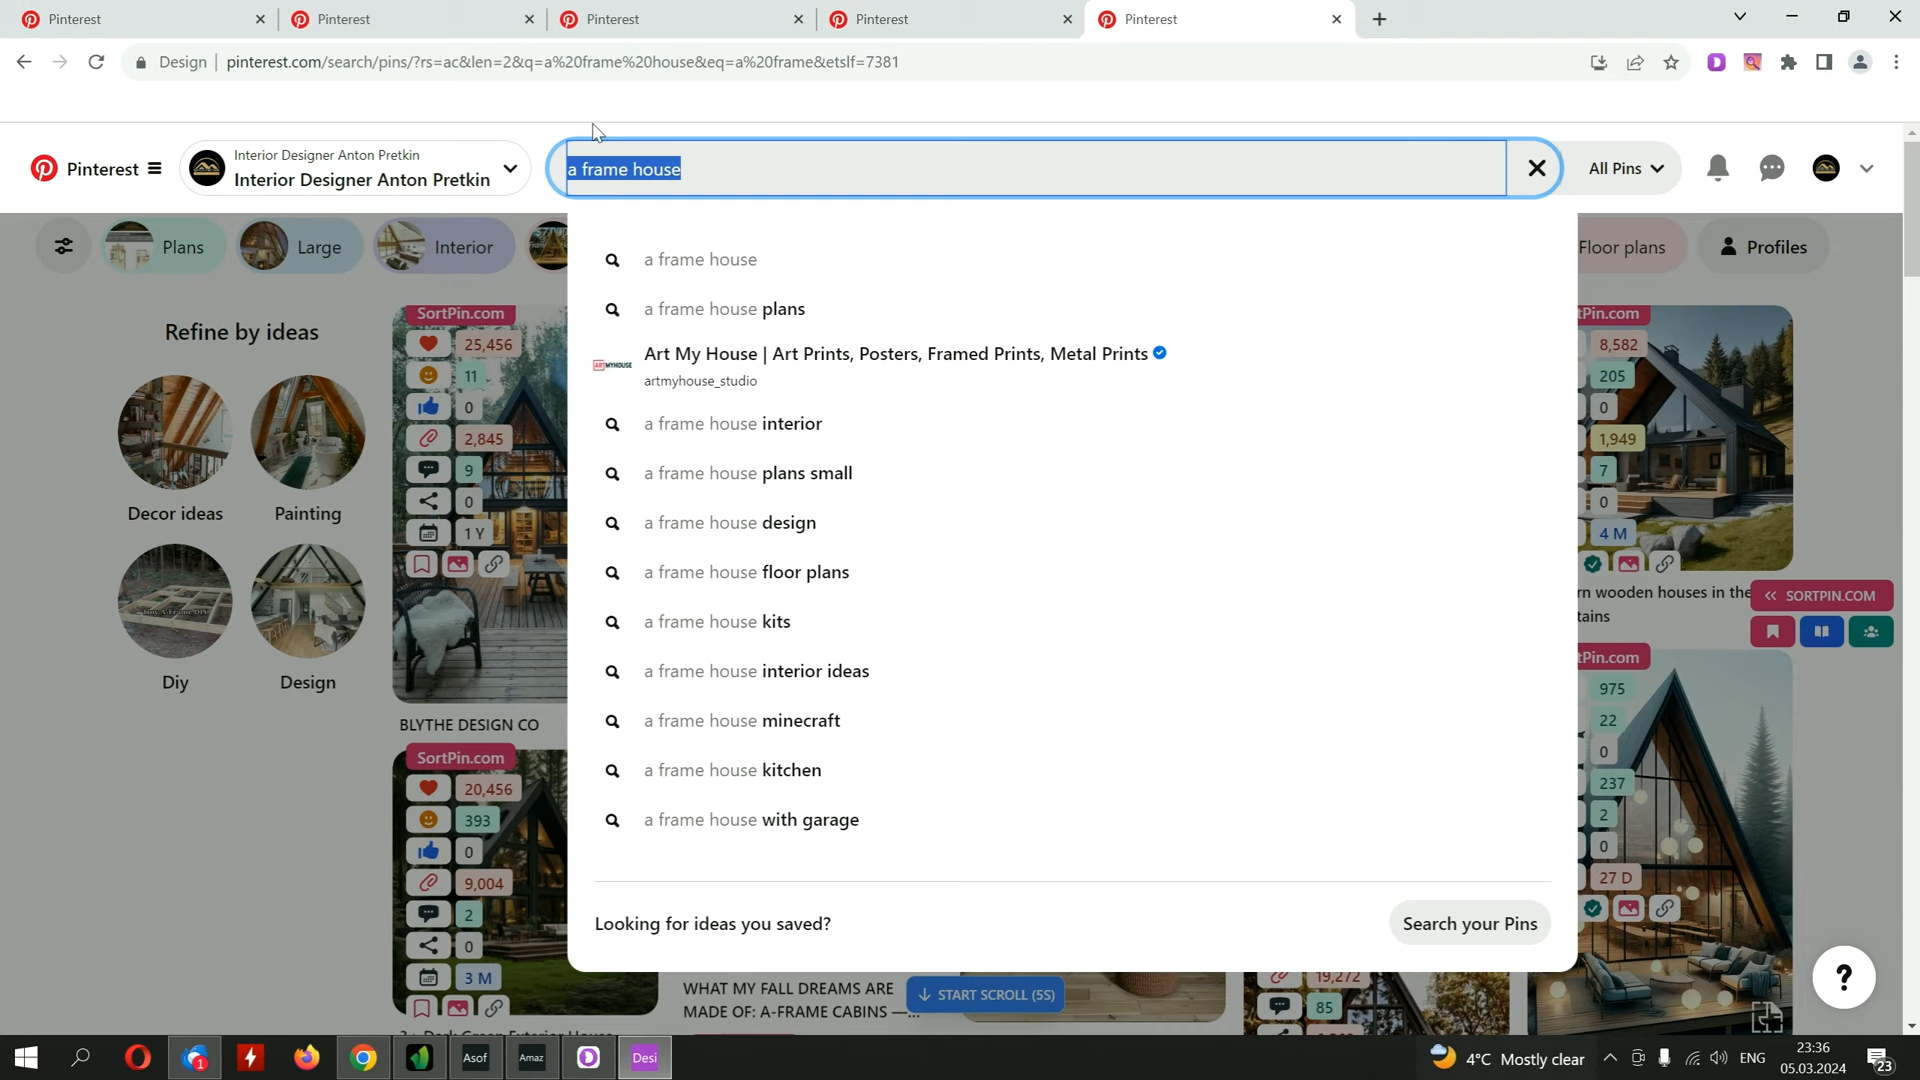 Pinterest
Pinterest
Pinterest
Pinterest
Pinterest
Design
pinterest.com/search/pins/?rs=ac&len=2&q=a%20frame%20house&eq=a%20frame&etslf=7381
Pinterest
Interior Designer Anton Pretkin
Interior Designer Anton Pretkin
a frame house
All Pins
Plans
Large
Interior
Floor plans
Profiles
Refine by ideas
Decor ideas
Painting
Diy
Design
SortPin.com
25,456
11
0
2,845
9
0
1 Y
BLYTHE DESIGN CO
SortPin.com
20,456
393
0
9,004
2
0
3 M
a frame house
a frame house plans
Art My House | Art Prints, Posters, Framed Prints, Metal Prints
artmyhouse_studio
a frame house interior
a frame house plans small
a frame house design
a frame house floor plans
a frame house kits
a frame house interior ideas
a frame house minecraft
a frame house kitchen
a frame house with garage
Looking for ideas you saved?
Search your Pins
WHAT MY FALL DREAMS ARE
MADE OF: A-FRAME CABINS —...
START SCROLL (5S)
19,272
85
tPin.com
8,582
205
0
1,949
7
0
4 M
rn wooden houses in the
tains
SORTPIN.COM
tPin.com
975
22
0
237
2
0
27 D
?
Asof
Amaz
Desi
1
4°C Mostly clear
ENG
23:36
05.03.2024
23